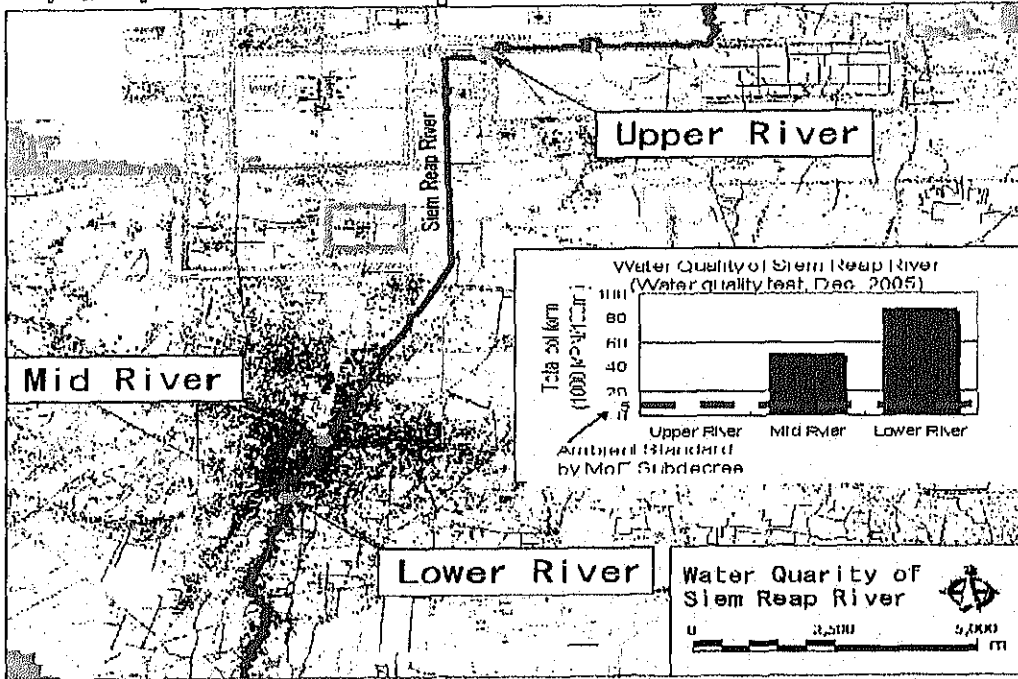 Upper River
Siem Reap River
Water Quality of Siem Reap River
(Water quality test, Dec. 2005)
100
80
60
40
20
5
0
Upper River
Mid River
Lower River
Ambient Standard
by MoE Subdecree
Mid River
Lower River
Water Quarity of
Siem Reap River
0
5,000
m